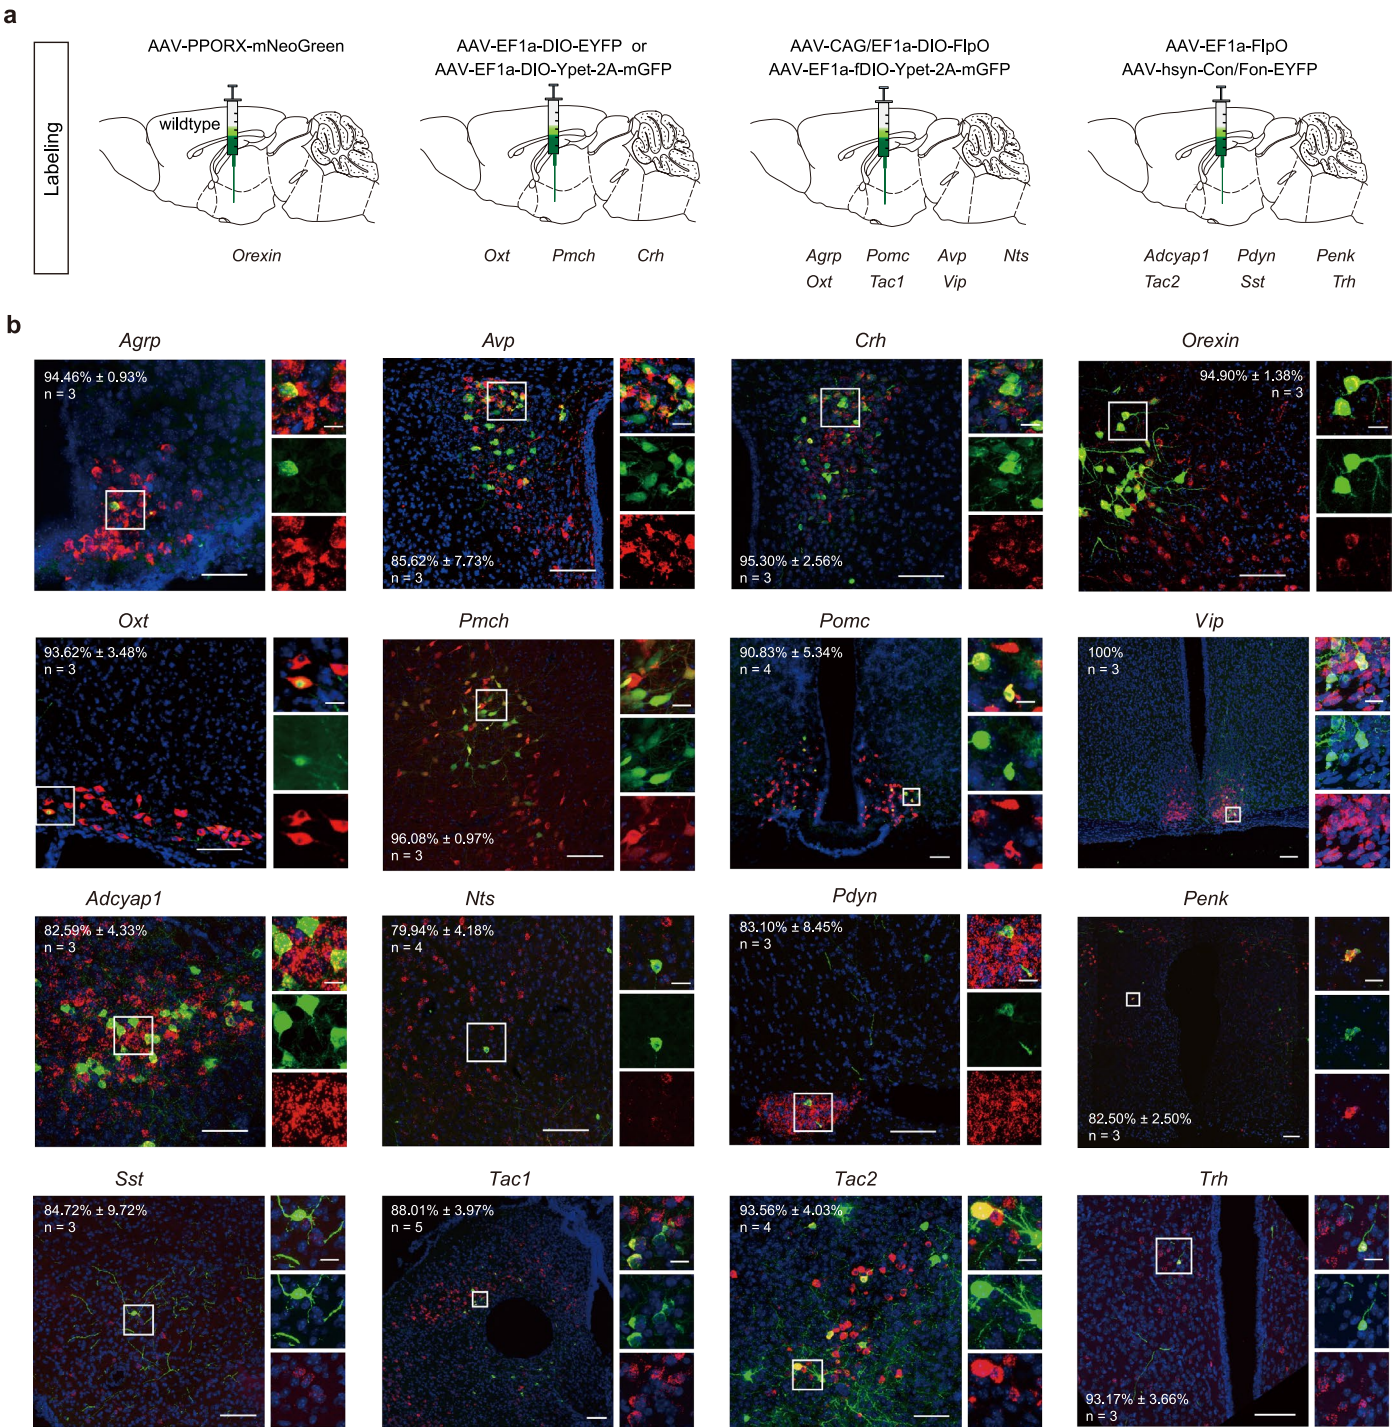 a
Labeling
AAV-PPORX-mNeoGreen
wildtype
Orexin
AAV-EF1a-DIO-EYFP or
AAV-EF1a-DIO-Ypet-2A-mGFP
Oxt Pmch Crh
AAV-CAG/EF1a-DIO-FlpO
AAV-EF1a-fDIO-Ypet-2A-mGFP
Agrp Pomc Avp Nts
Oxt Tac1 Vip
AAV-EF1a-FlpO
AAV-hsyn-Con/Fon-EYFP
Adcyap1 Pdyn Penk
Tac2 Sst Trh
b
Agrp
94.46% ± 0.93%
n = 3
Avp
85.62% ± 7.73%
n = 3
Crh
95.30% ± 2.56%
n = 3
Orexin
94.90% ± 1.38%
n = 3
Oxt
93.62% ± 3.48%
n = 3
Pmch
96.08% ± 0.97%
n = 3
Pomc
90.83% ± 5.34%
n = 4
Vip
100%
n = 3
Adcyap1
82.59% ± 4.33%
n = 3
Nts
79.94% ± 4.18%
n = 4
Pdyn
83.10% ± 8.45%
n = 3
Penk
82.50% ± 2.50%
n = 3
Sst
84.72% ± 9.72%
n = 3
Tac1
88.01% ± 3.97%
n = 5
Tac2
93.56% ± 4.03%
n = 4
Trh
93.17% ± 3.66%
n = 3